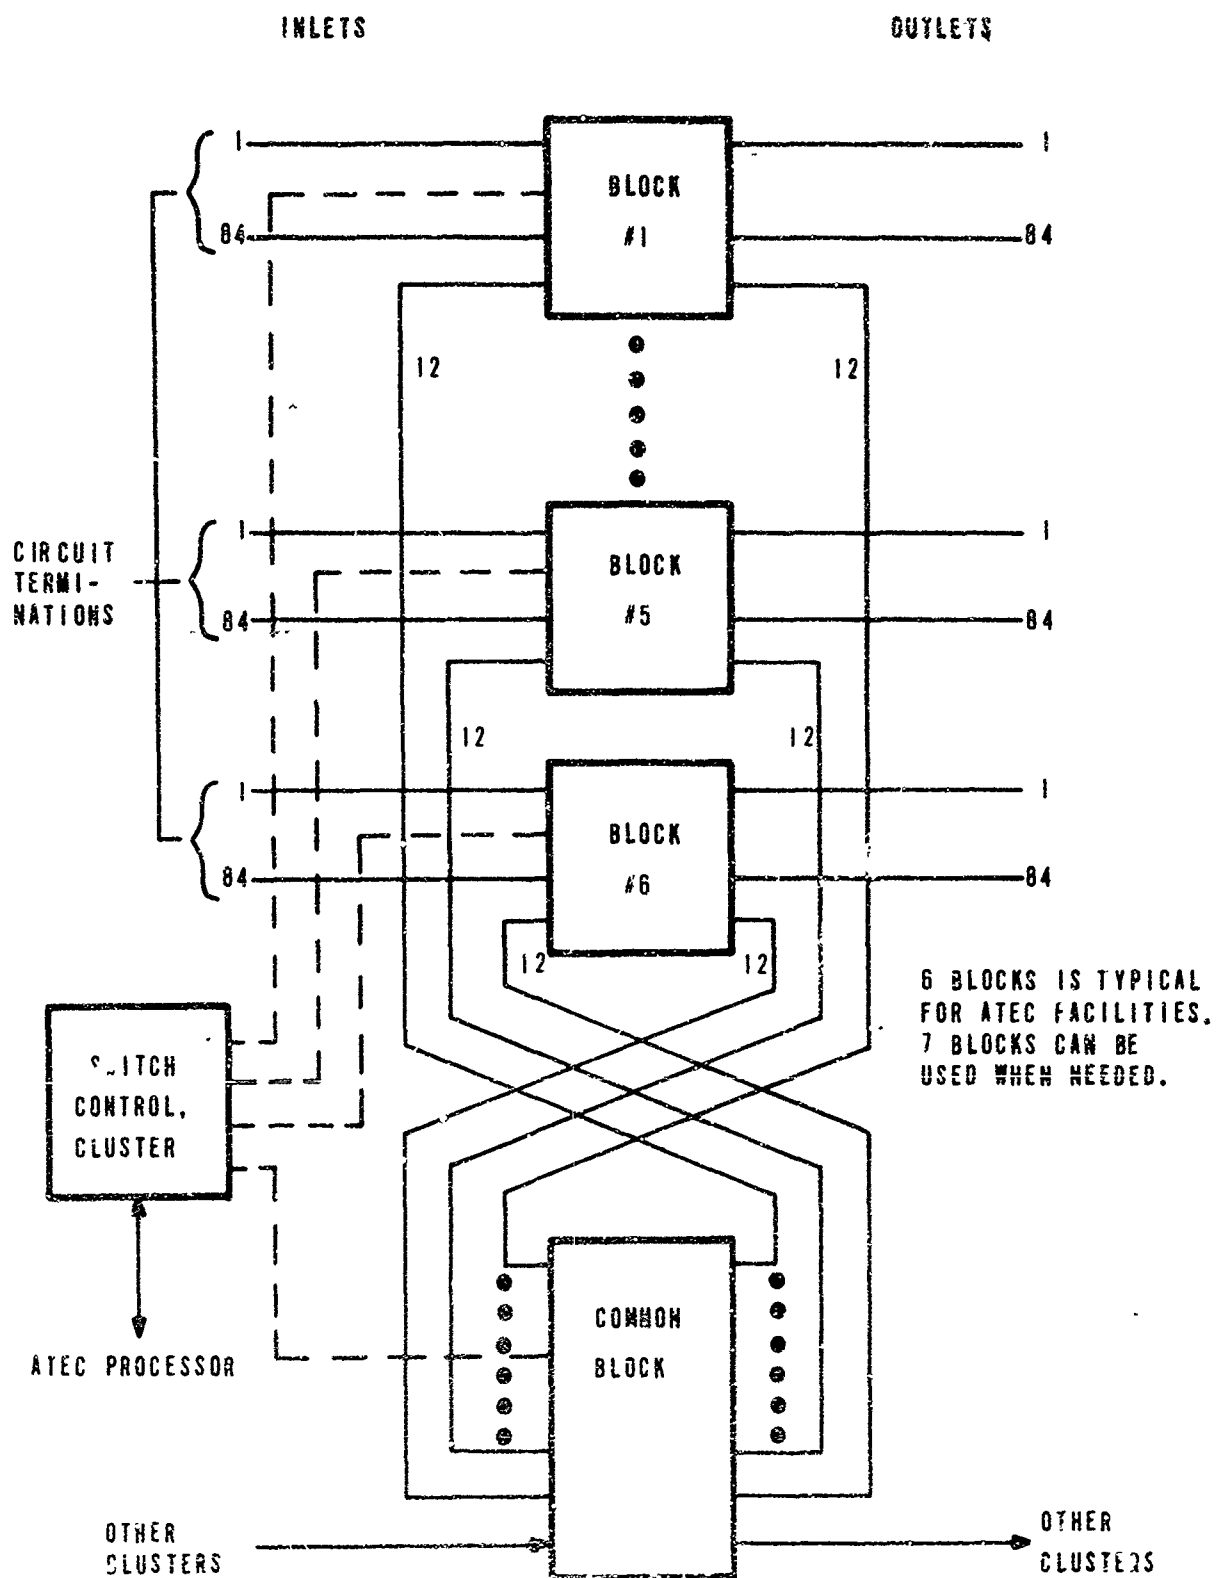 INLETS
OUTLETS
1
1
BLOCK
#1
84
84
12
12
1
1
BLOCK
#5
CIRCUIT
TERMI-
NATIONS
84
84
12
12
1
1
BLOCK
#6
84
84
12
12
6 BLOCKS IS TYPICAL
FOR ATEC FACILITIES.
7 BLOCKS CAN BE
USED WHEN NEEDED.
SWITCH
CONTROL,
CLUSTER
COMMON
BLOCK
ATEC PROCESSOR
OTHER
CLUSTERS
OTHER
CLUSTERS